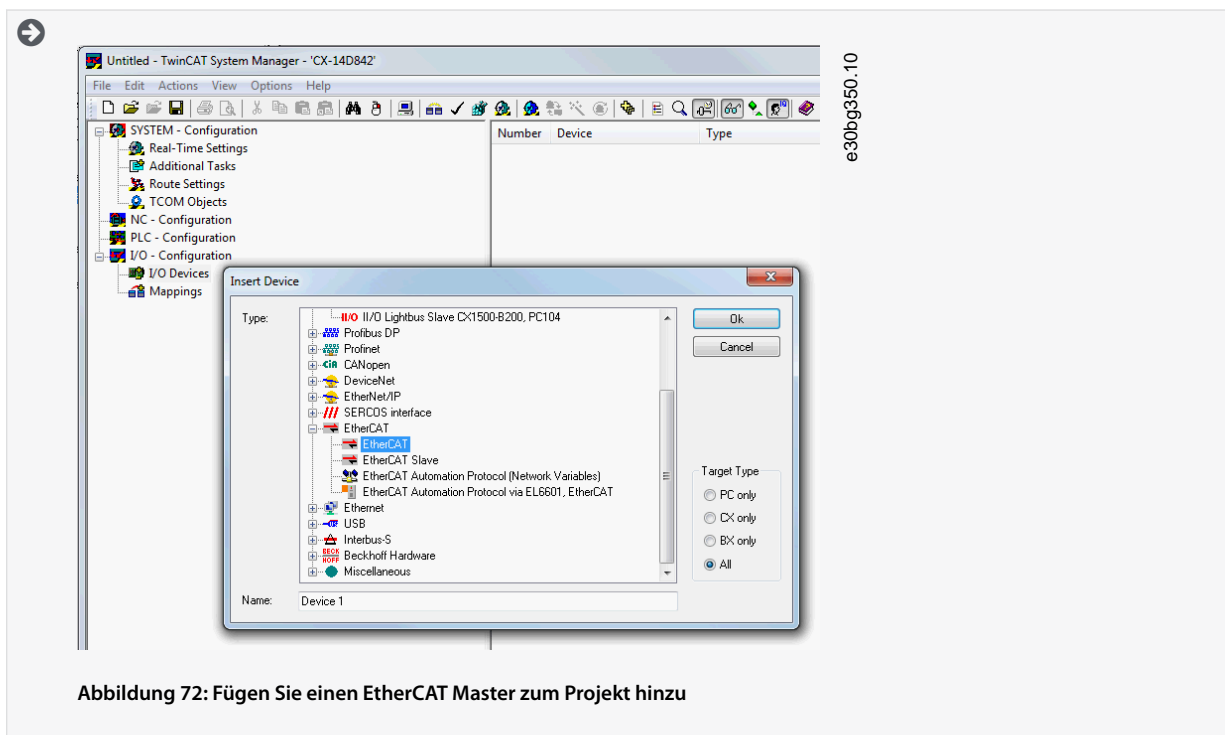 Untitled - TwinCAT System Manager - 'CX-14D842'
File Edit Actions View Options Help
SYSTEM - Configuration
Real-Time Settings
Additional Tasks
Route Settings
TCOM Objects
NC - Configuration
PLC - Configuration
I/O - Configuration
I/O Devices
Mappings
Number Device Type
Insert Device
Type:
II/O II/O Lightbus Slave CX1500-B200, PC104
Profibus DP
Profinet
CiA CANopen
DeviceNet
EtherNet/IP
SERCOS interface
EtherCAT
EtherCAT
EtherCAT Slave
EtherCAT Automation Protocol (Network Variables)
EtherCAT Automation Protocol via EL6601, EtherCAT
Ethernet
USB
Interbus-S
BECK HOFF Beckhoff Hardware
Miscellaneous
Ok
Cancel
Target Type
PC only
CX only
BX only
All
Name: Device 1
e30bg350.10
Abbildung 72: Fügen Sie einen EtherCAT Master zum Projekt hinzu